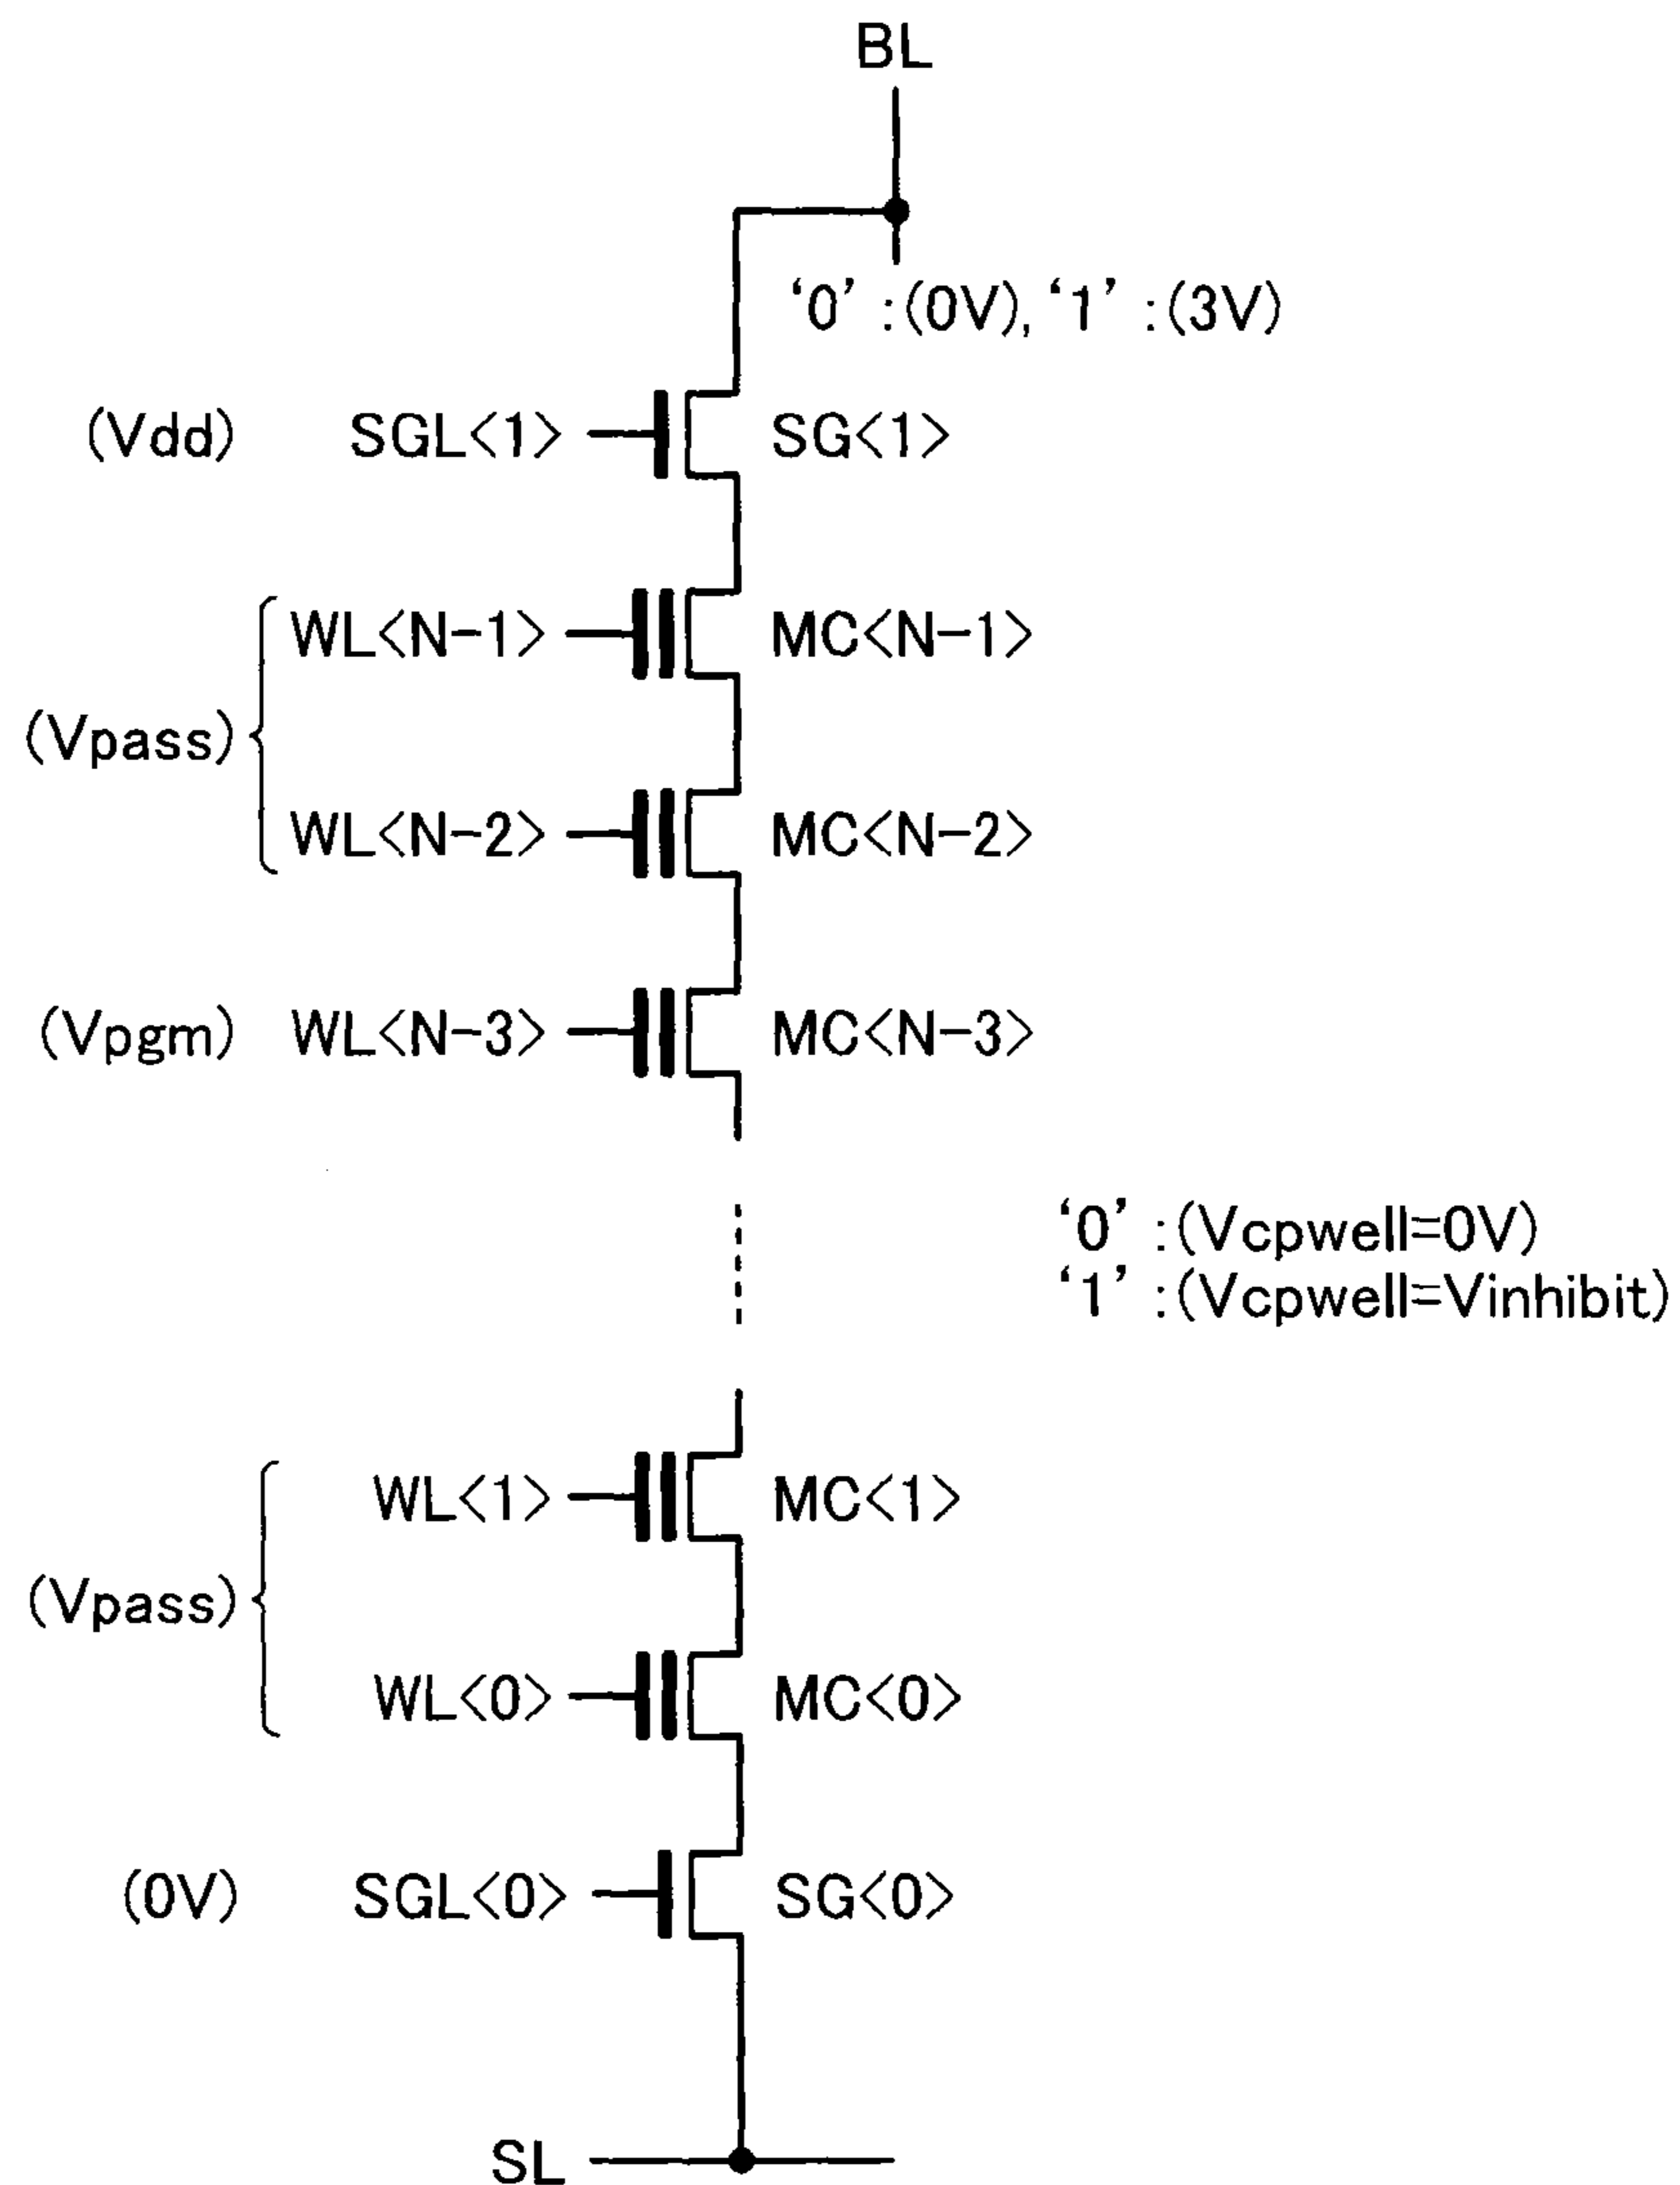 BL
‘0’ :(0V), ‘1’ :(3V)
(Vdd) SGL<1> SG<1>
WL<N-1> MC<N-1>
(Vpass)
WL<N-2> MC<N-2>
(Vpgm) WL<N-3> MC<N-3>
‘0’ :(Vcpwell=0V)
‘1’ :(Vcpwell=Vinhibit)
WL<1> MC<1>
(Vpass)
WL<0> MC<0>
(0V) SGL<0> SG<0>
SL